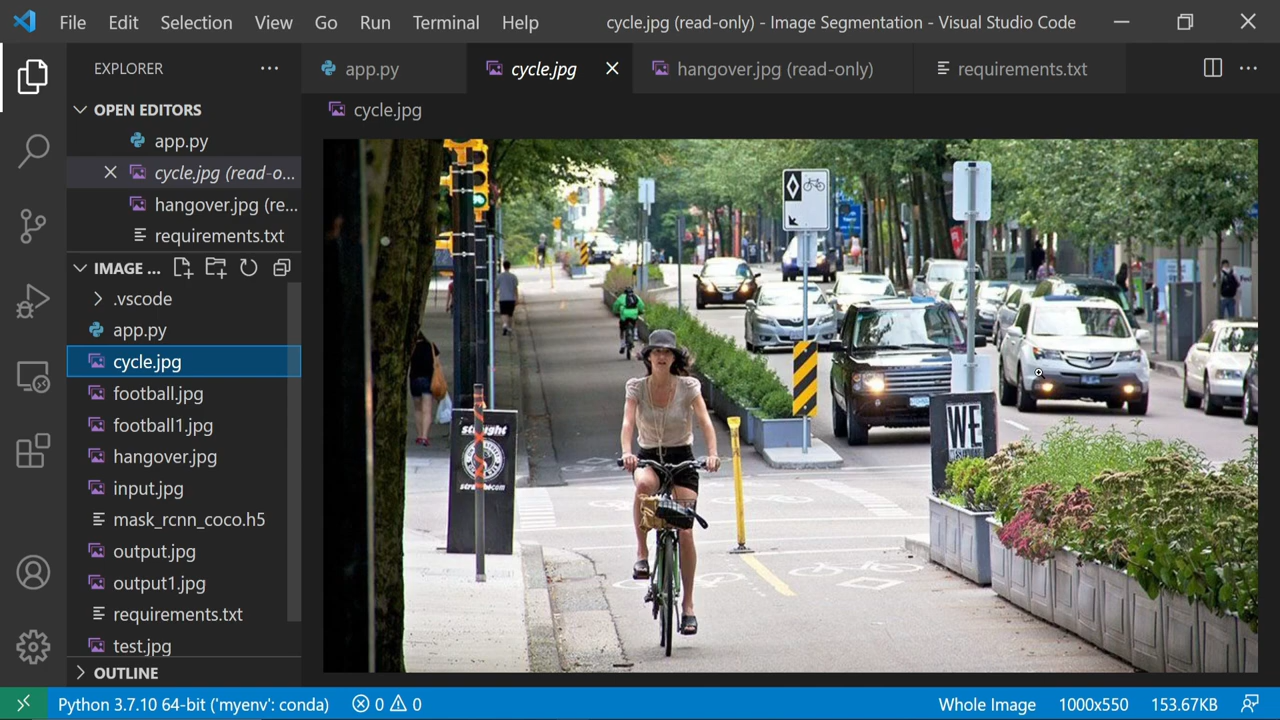 File Edit Selection View Go Run Terminal Help cycle.jpg (read-only) - Image Segmentation - Visual Studio Code
EXPLORER
app.py cycle.jpg hangover.jpg (read-only) requirements.txt
OPEN EDITORS
app.py
cycle.jpg (read-o...
hangover.jpg (re...
requirements.txt
IMAGE ...
.vscode
app.py
cycle.jpg
football.jpg
football1.jpg
hangover.jpg
input.jpg
mask_rcnn_coco.h5
output.jpg
output1.jpg
requirements.txt
test.jpg
OUTLINE
cycle.jpg
straight
WE
Python 3.7.10 64-bit ('myenv': conda) 0 0 Whole Image 1000x550 153.67KB